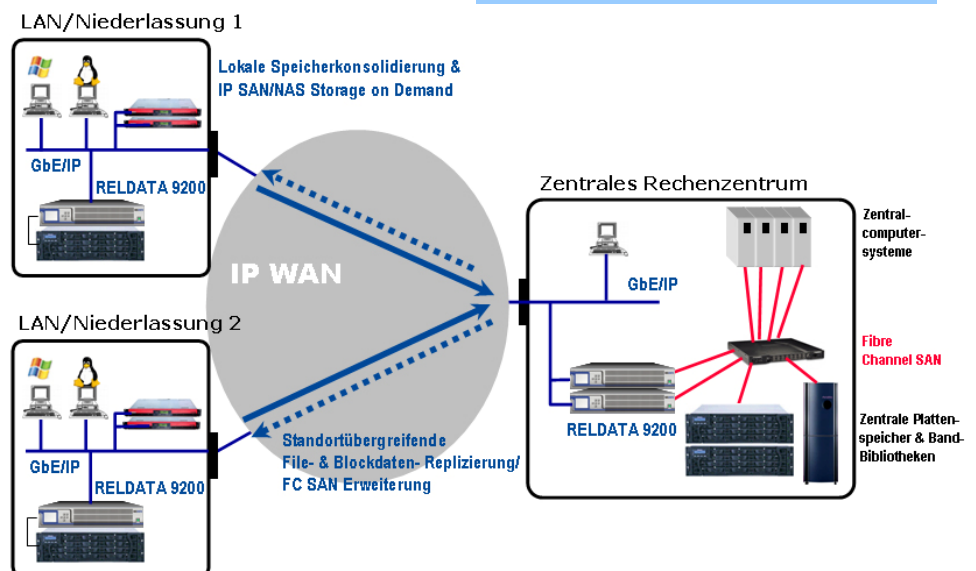 LAN/Niederlassung 1
Lokale Speicherkonsolidierung &
IP SAN/NAS Storage on Demand
GbE/IP
RELDATA 9200
IP WAN
LAN/Niederlassung 2
GbE/IP
RELDATA 9200
Standortübergreifende
File- & Blockdaten- Replizierung/
FC SAN Erweiterung
Zentrales Rechenzentrum
GbE/IP
RELDATA 9200
Zentral-
computer-
systeme
Fibre
Channel SAN
Zentrale Platten-
speicher & Band-
Bibliotheken